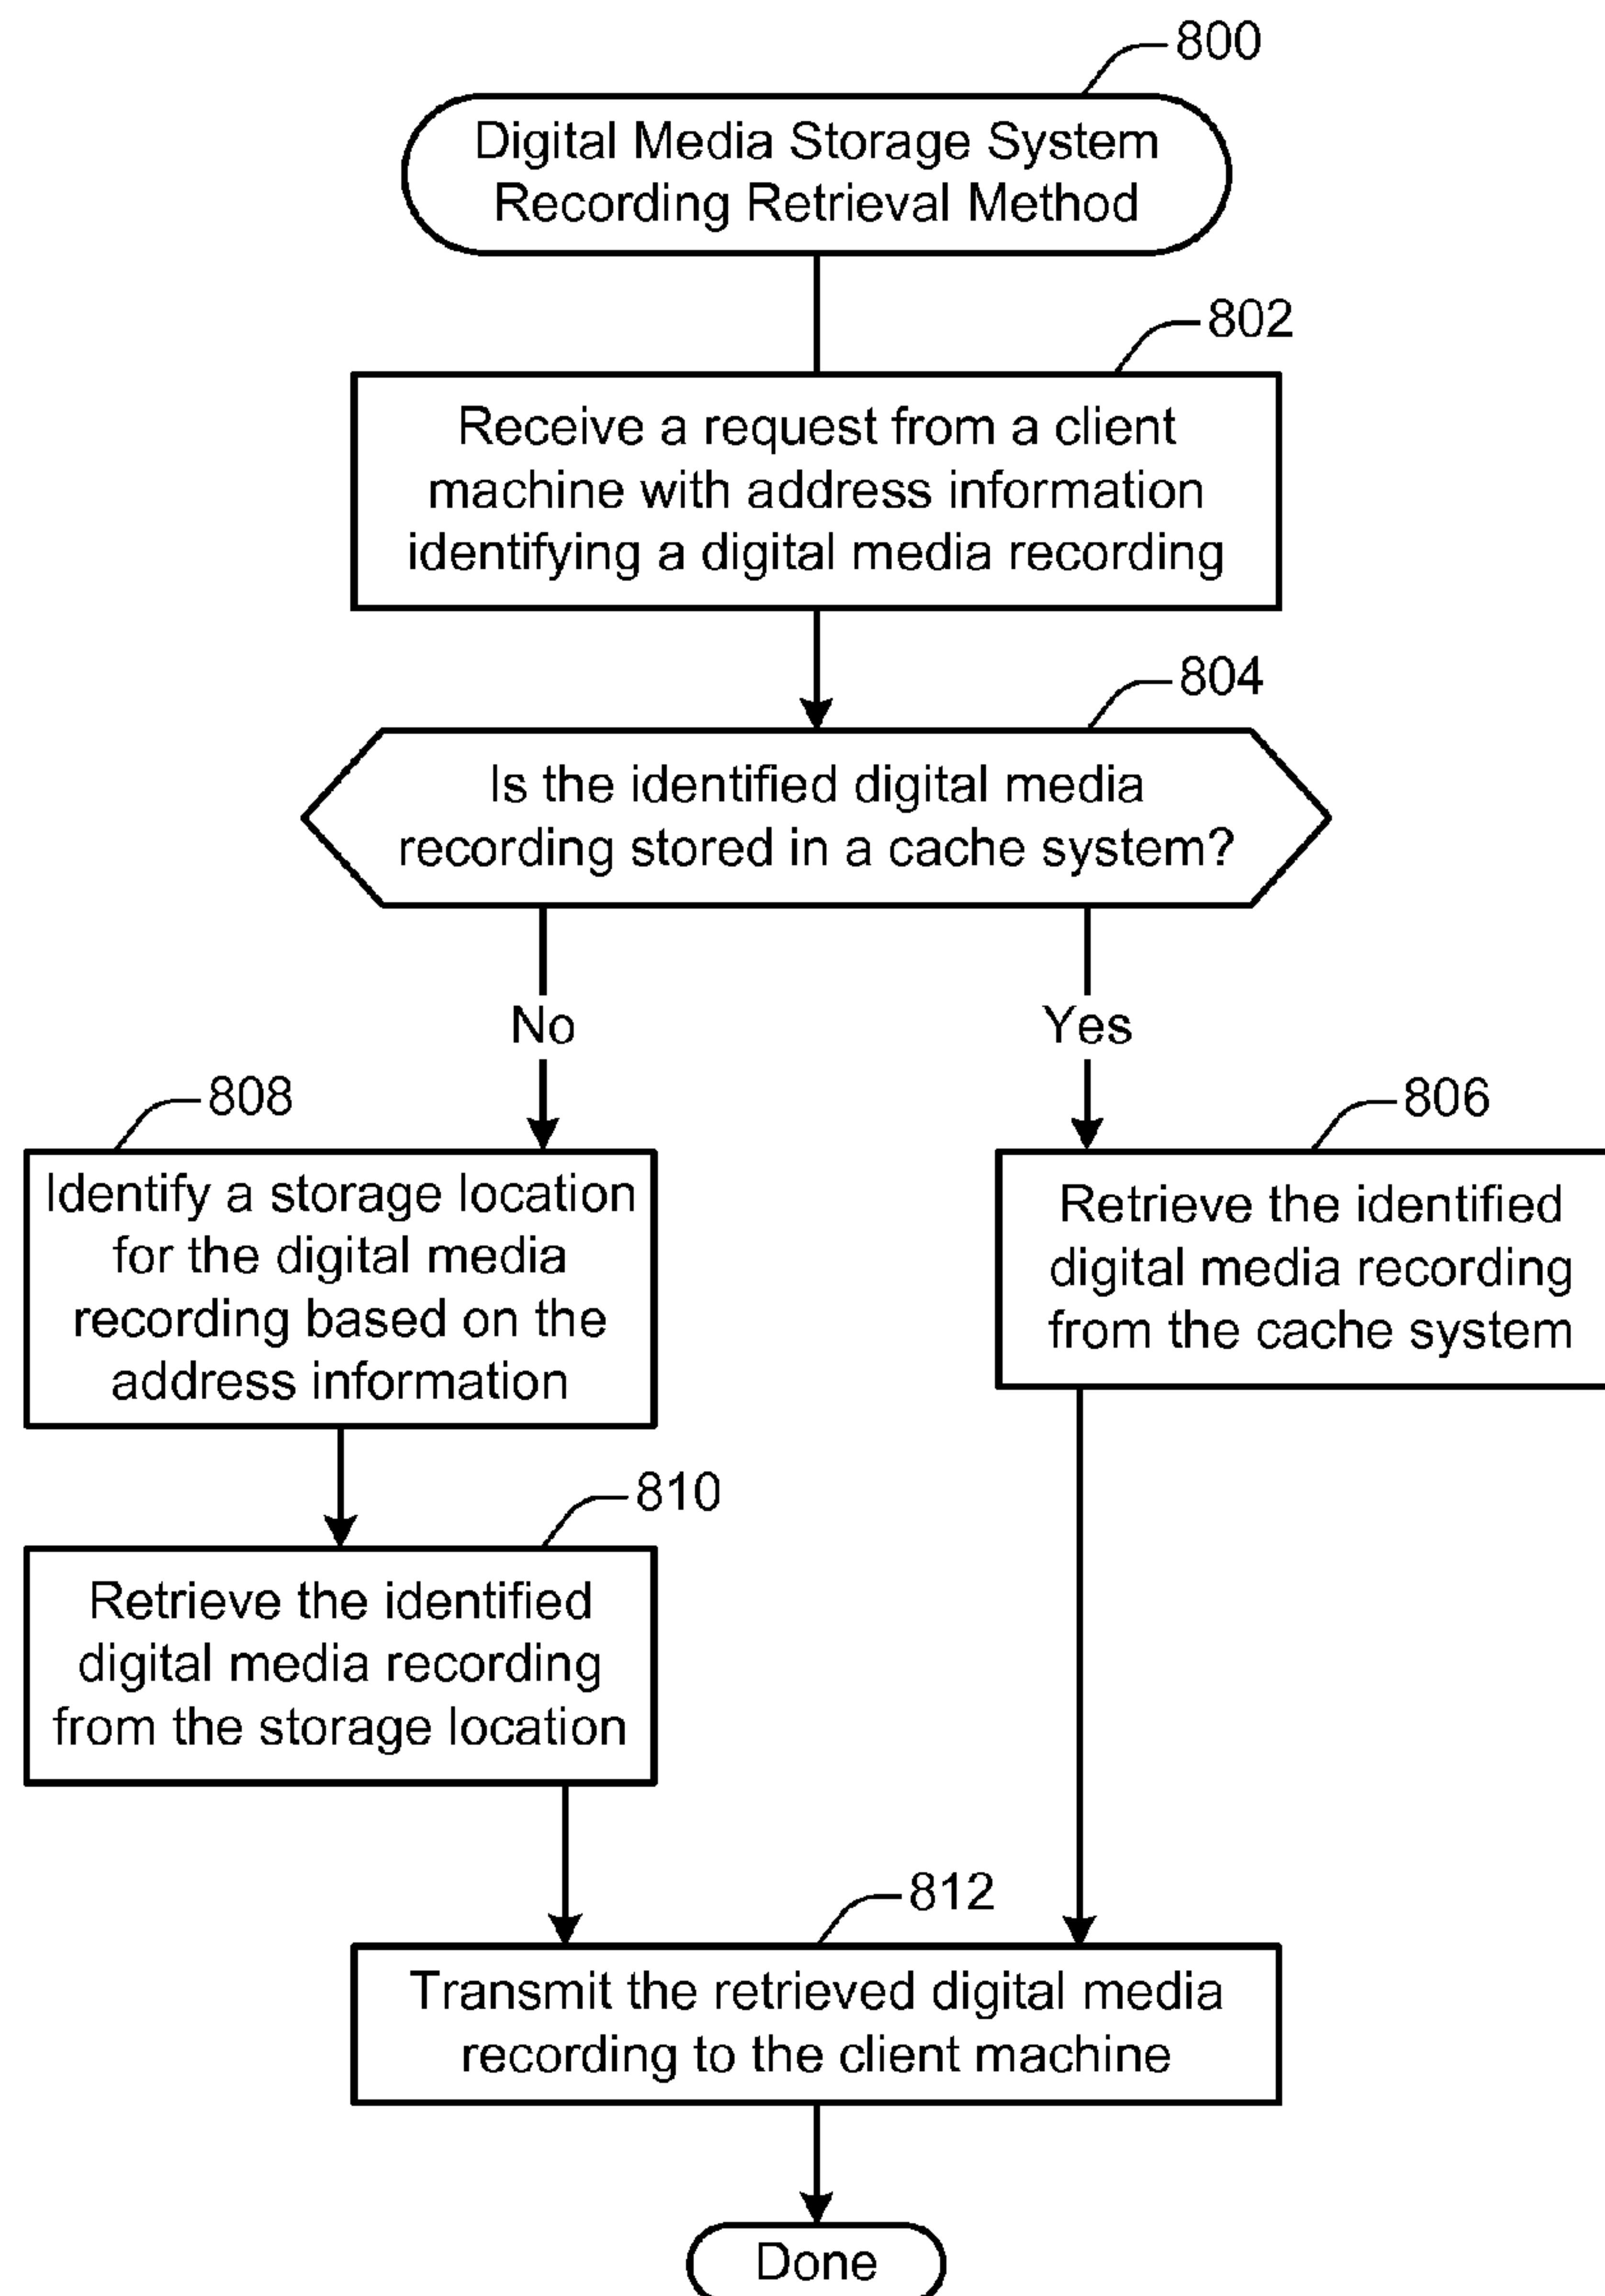 800
Digital Media Storage System
Recording Retrieval Method
802
Receive a request from a client
machine with address information
identifying a digital media recording
804
Is the identified digital media
recording stored in a cache system?
No
Yes
808
Identify a storage location
for the digital media
recording based on the
address information
806
Retrieve the identified
digital media recording
from the cache system
810
Retrieve the identified
digital media recording
from the storage location
812
Transmit the retrieved digital media
recording to the client machine
Done